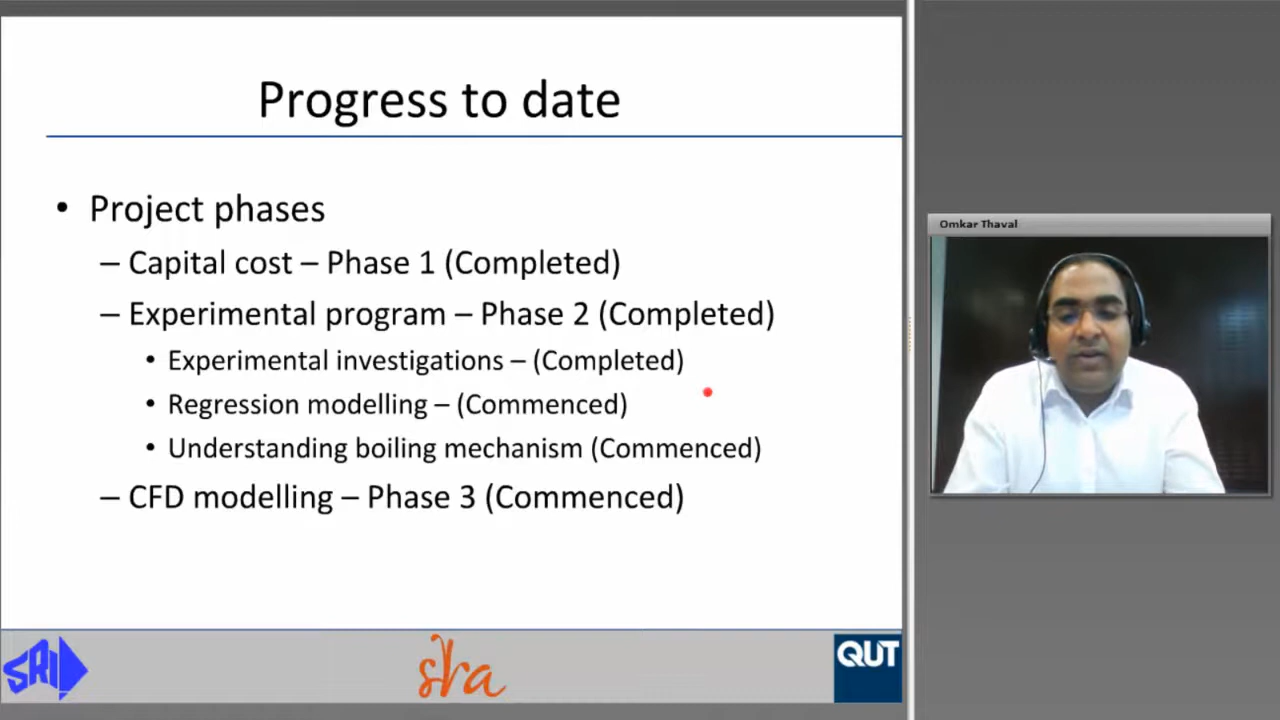 Progress to date
• Project phases
– Capital cost – Phase 1 (Completed)
– Experimental program – Phase 2 (Completed)
• Experimental investigations – (Completed)
• Regression modelling – (Commenced)
• Understanding boiling mechanism (Commenced)
– CFD modelling – Phase 3 (Commenced)
SRI
sra
QUT
Omkar Thaval